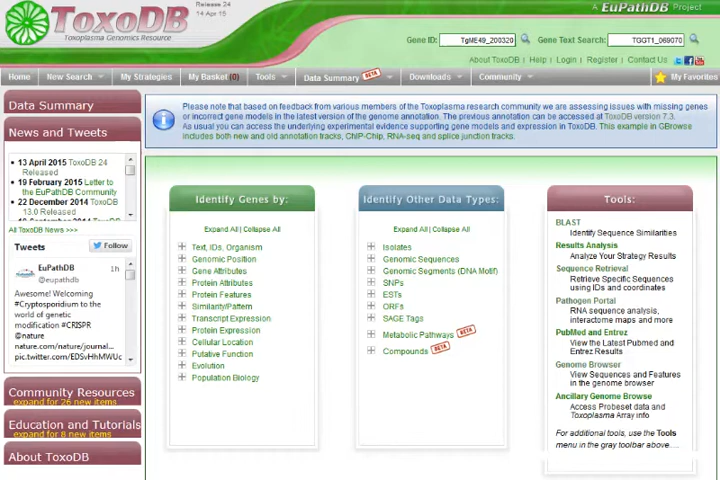 ToxoDB
Toxoplasma Genomics Resource
Release 24
14 Apr 15
A EuPathDB Project
Gene ID: TgME49_200320
Gene Text Search: TGGT1_069070
About ToxoDB | Help | Login | Register | Contact Us
Home
New Search
My Strategies
My Basket (0)
Tools
Data Summary BETA
Downloads
Community
My Favorites
Data Summary
News and Tweets
13 April 2015 ToxoDB 24
Released
19 February 2015 Letter to
the EuPathDB Community
22 December 2014 ToxoDB
13.0 Released
All ToxoDB News >>>
Tweets
Follow
EuPathDB 1h
@eupathdb
Awesome! Welcoming
#Cryptosporidium to the
world of genetic
modification #CRISPR
@nature
nature.com/nature/journal...
pic.twitter.com/EDSvHhMWUc
Community Resources
expand for 26 new items
Education and Tutorials
expand for 8 new items
About ToxoDB
Please note that based on feedback from various members of the Toxoplasma research community we are assessing issues with missing genes
or incorrect gene models in the latest version of the genome annotation. The previous annotation can be accessed at ToxoDB version 7.3.
As usual you can access the underlying experimental evidence supporting gene models and expression in ToxoDB. This example in GBrowse
includes both new and old annotation tracks, ChIP-Chip, RNA-seq and splice junction tracks.
Identify Genes by:
Expand All | Collapse All
Text, IDs, Organism
Genomic Position
Gene Attributes
Protein Attributes
Protein Features
Similarity/Pattern
Transcript Expression
Protein Expression
Cellular Location
Putative Function
Evolution
Population Biology
Identify Other Data Types:
Expand All | Collapse All
Isolates
Genomic Sequences
Genomic Segments (DNA Motif)
SNPs
ESTs
ORFs
SAGE Tags
Metabolic Pathways BETA
Compounds BETA
Tools:
BLAST
Identify Sequence Similarities
Results Analysis
Analyze Your Strategy Results
Sequence Retrieval
Retrieve Specific Sequences
using IDs and coordinates
Pathogen Portal
RNA sequence analysis,
interactome maps and more
PubMed and Entrez
View the Latest Pubmed and
Entrez Results
Genome Browser
View Sequences and Features
in the genome browser
Ancillary Genome Browse
Access Probeset data and
Toxoplasma Array info
For additional tools, use the Tools
menu in the gray toolbar above....